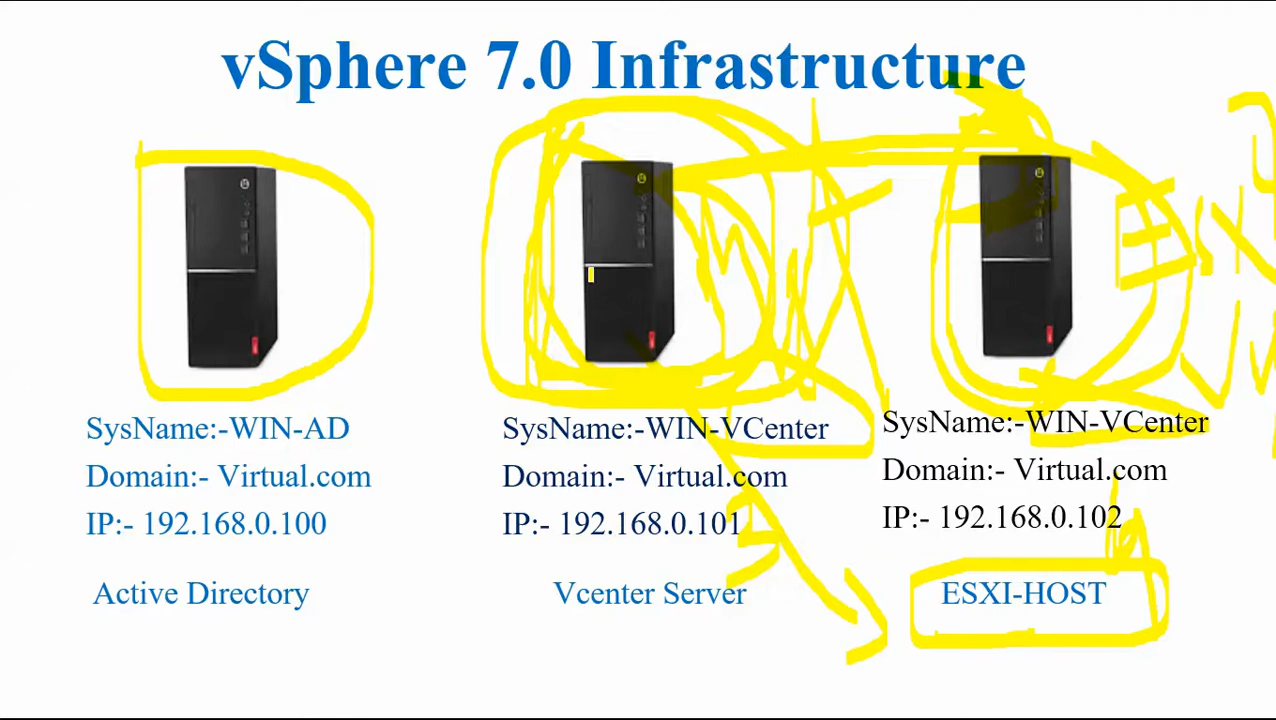 vSphere 7.0 Infrastructure
SysName:-WIN-AD
Domain:- Virtual.com
IP:- 192.168.0.100
Active Directory
SysName:-WIN-VCenter
Domain:- Virtual.com
IP:- 192.168.0.101
Vcenter Server
SysName:-WIN-VCenter
Domain:- Virtual.com
IP:- 192.168.0.102
ESXI-HOST